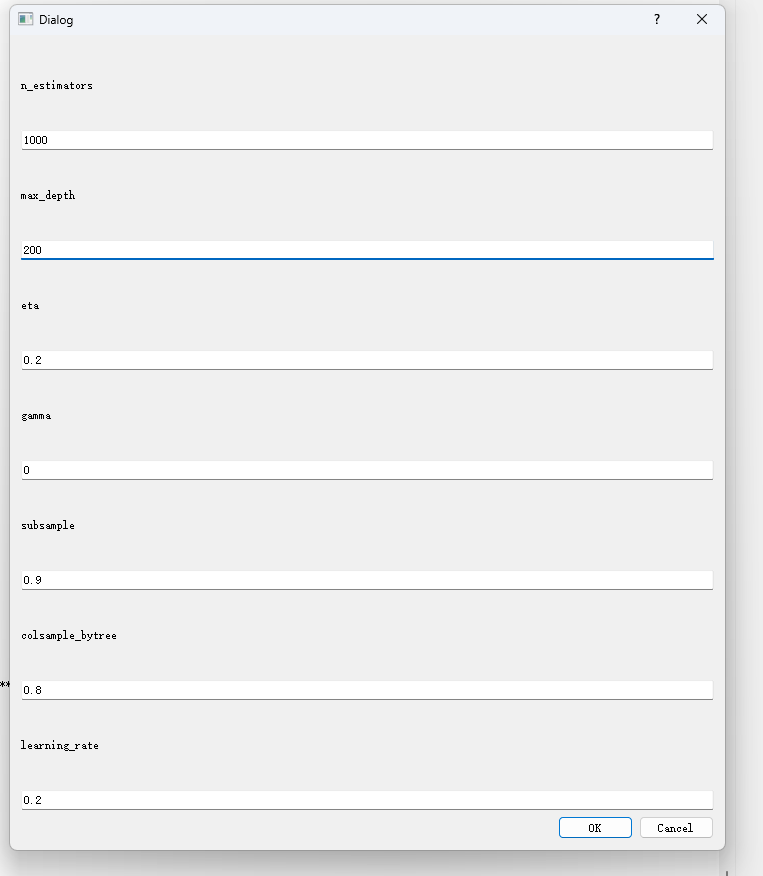 Dialog
?
n_estimators
1000
max_depth
200
eta
0.2
gamma
0
subsample
0.9
colsample_bytree
**
0.8
learning_rate
0.2
OK
Cancel